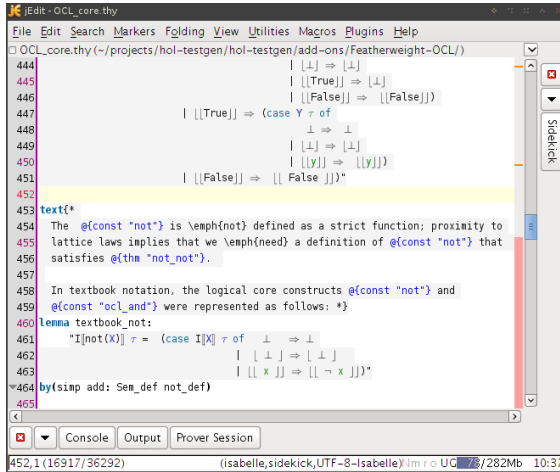 jEdit - OCL_core.thy
File Edit Search Markers Folding View Isabelle Utilities Macros Plugins Help
OCL_core.thy (~/projects/hol-testgen/hol-testgen/add-ons/Featherweight-OCL/)
444 | ⌊⊥⌋ ⇒ ⌊⊥⌋
445 | ⌊⌊True⌋⌋ ⇒ ⌊⊥⌋
446 | ⌊⌊False⌋⌋ ⇒ ⌊⌊False⌋⌋)
447 | ⌊⌊True⌋⌋ ⇒ (case Y τ of
448 ⊥ ⇒ ⊥
449 | ⌊⊥⌋ ⇒ ⌊⊥⌋
450 | ⌊⌊y⌋⌋ ⇒ ⌊⌊y⌋⌋)
451 | ⌊⌊False⌋⌋ ⇒ ⌊⌊ False ⌋⌋)"
452
453 text{*
454 The @{const "not"} is \emph{not} defined as a strict function; proximity to
455 lattice laws implies that we \emph{need} a definition of @{const "not"} that
456 satisfies @{thm "not_not"}.
457
458 In textbook notation, the logical core constructs @{const "not"} and
459 @{const "ocl_and"} were represented as follows: *}
460 lemma textbook_not:
461 "I⟦not(X)⟧ τ = (case I⟦X⟧ τ of ⊥ ⇒ ⊥
462 | ⌊ ⊥ ⌋ ⇒ ⌊ ⊥ ⌋
463 | ⌊⌊ x ⌋⌋ ⇒ ⌊⌊ ¬ x ⌋⌋)"
464 by(simp add: Sem_def not_def)
465
Sidekick
Console Output Prover Session
452,1 (16917/36292) (isabelle,sidekick,UTF-8-Isabelle)Nm r o UG 78/282Mb 10:37